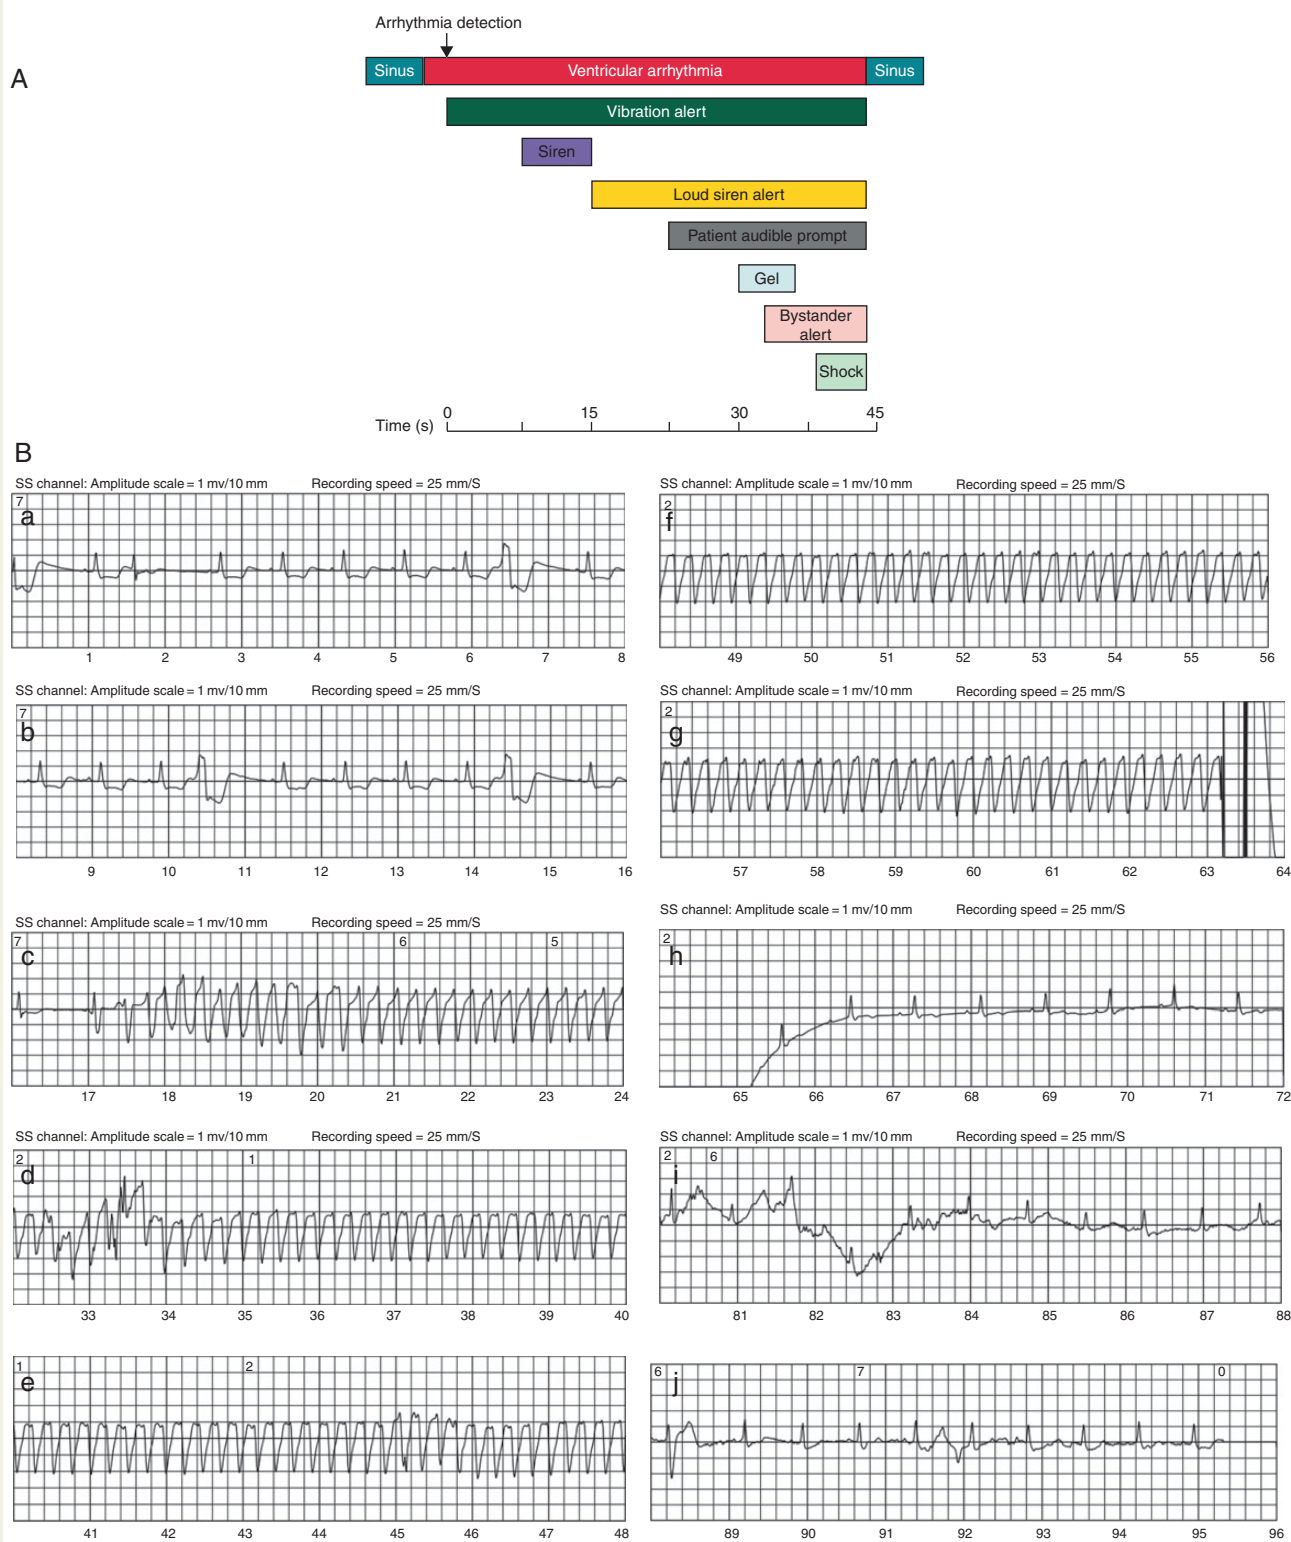 Arrhythmia detection
A
Sinus
Ventricular arrhythmia
Sinus
Vibration alert
Siren
Loud siren alert
Patient audible prompt
Gel
Bystander
alert
Shock
Time (s)
0 15 30 45
B
SS channel: Amplitude scale = 1 mv/10 mm Recording speed = 25 mm/S
7
a
1 2 3 4 5 6 7 8
SS channel: Amplitude scale = 1 mv/10 mm Recording speed = 25 mm/S
7
b
9 10 11 12 13 14 15 16
SS channel: Amplitude scale = 1 mv/10 mm Recording speed = 25 mm/S
7 6 5
c
17 18 19 20 21 22 23 24
SS channel: Amplitude scale = 1 mv/10 mm Recording speed = 25 mm/S
2 1
d
33 34 35 36 37 38 39 40
1 2
e
41 42 43 44 45 46 47 48
SS channel: Amplitude scale = 1 mv/10 mm Recording speed = 25 mm/S
2
f
49 50 51 52 53 54 55 56
SS channel: Amplitude scale = 1 mv/10 mm Recording speed = 25 mm/S
2
g
57 58 59 60 61 62 63 64
SS channel: Amplitude scale = 1 mv/10 mm Recording speed = 25 mm/S
2
h
65 66 67 68 69 70 71 72
SS channel: Amplitude scale = 1 mv/10 mm Recording speed = 25 mm/S
2 6
i
81 82 83 84 85 86 87 88
6 7 0
j
89 90 91 92 93 94 95 96